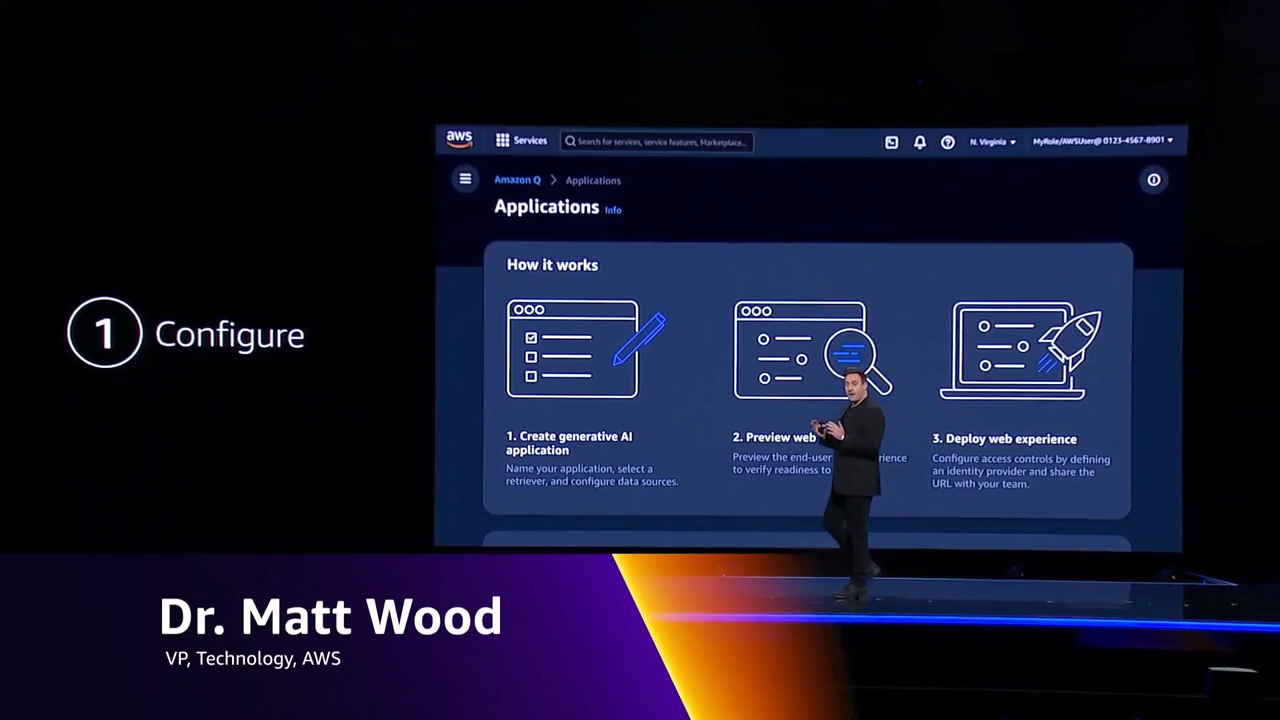 aws
Services
Search for services, service features, Marketplace...
N. Virginia
MyRole/AWSUser@ 0123-4567-8901
Amazon Q
Applications
Applications Info
How it works
1 Configure
1. Create generative AI
application
Name your application, select a
retriever, and configure data sources.
2. Preview web
Preview the end-user
to verify readiness to
3. Deploy web experience
Configure access controls by defining
an identity provider and share the
URL with your team.
Dr. Matt Wood
VP, Technology, AWS